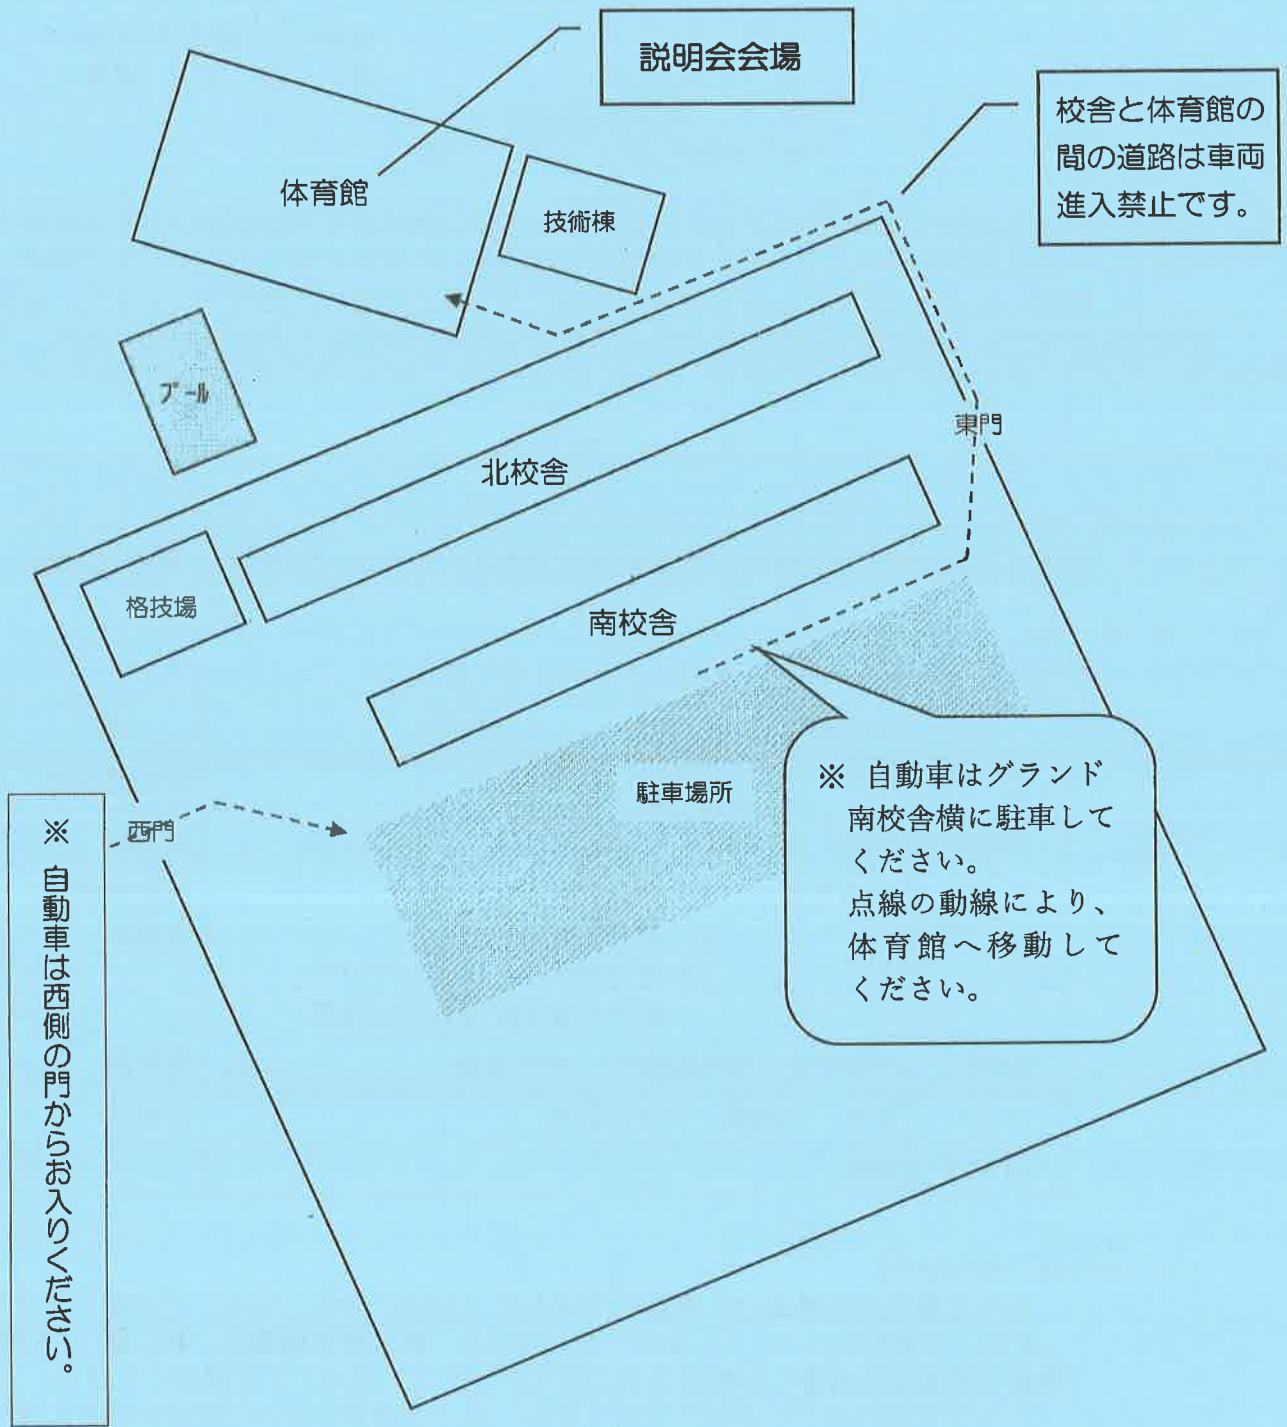 説明会会場
校舎と体育館の
間の道路は車両
進入禁止です。
体育館
技術棟
プール
東門
北校舎
格技場
南校舎
駐車場所
西門
※ 自動車はグランド
南校舎横に駐車して
ください。
点線の動線により、
体育館へ移動して
ください。
※ 自動車は西側の門からお入りください。